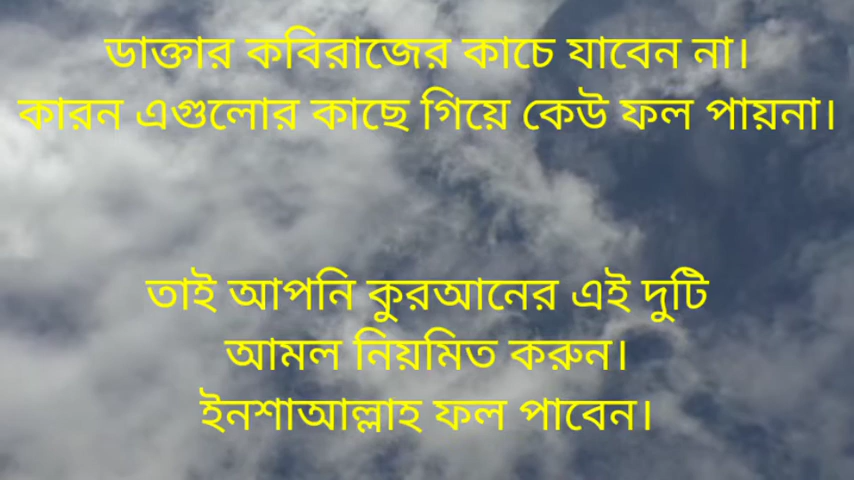 ডাক্তার কবিরাজের কাচে যাবেন না।
কারন এগুলোর কাছে গিয়ে কেউ ফল পায়না।
তাই আপনি কুরআনের এই দুটি
আমল নিয়মিত করুন।
ইনশাআল্লাহ ফল পাবেন।